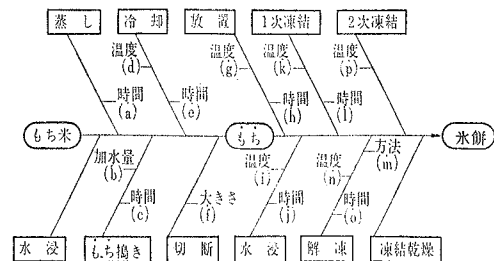 蒸し 冷却 放置 1次凍結 2次凍結
温度 (d)
時間 (a)
時間 (e)
温度 (g)
時間 (h)
温度 (k)
時間 (l)
温度 (p)
もち米 もち 氷餅
加水量 (b)
時間 (c)
大きさ (f)
温度 (i)
時間 (j)
温度 (n)
時間 (o)
方法 (m)
水浸 もち搗き 切断 水浸 解凍 凍結乾燥